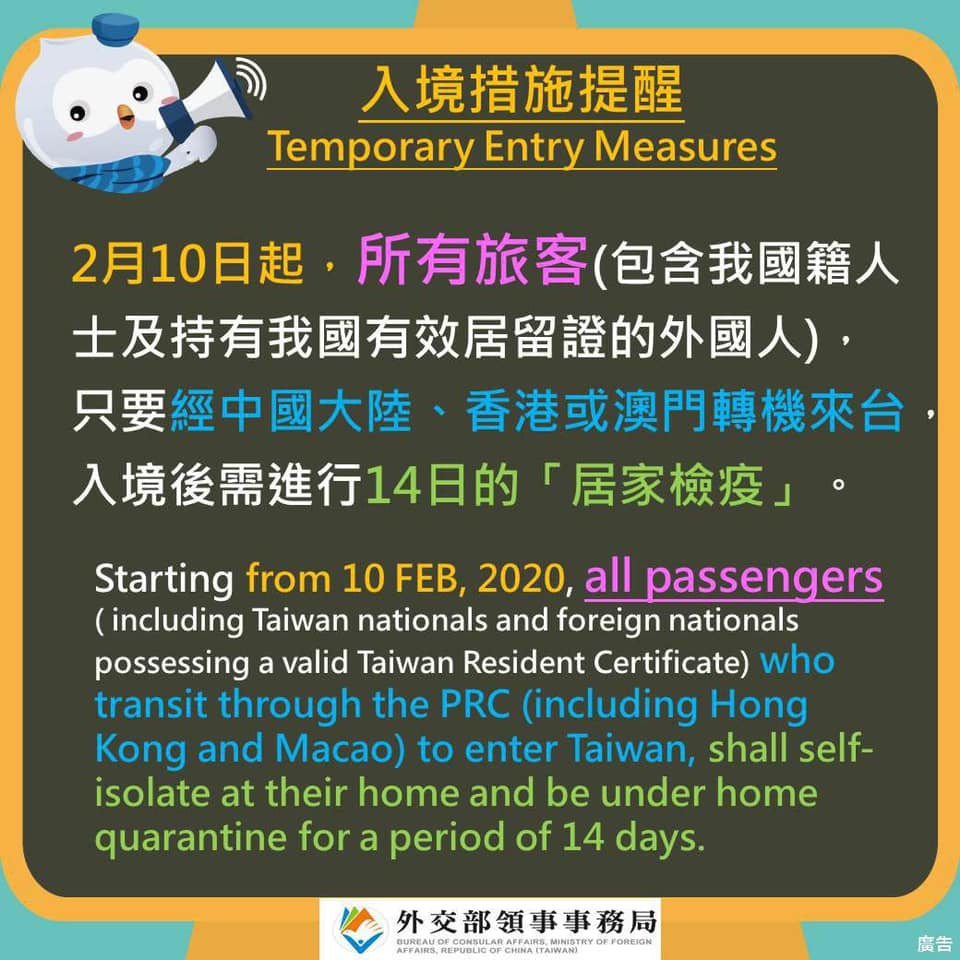 入境措施提醒
Temporary Entry Measures
2月10日起，所有旅客(包含我國籍人
士及持有我國有效居留證的外國人)，
只要經中國大陸、香港或澳門轉機來台，
入境後需進行14日的「居家檢疫」。
Starting from 10 FEB, 2020, all passengers
( including Taiwan nationals and foreign nationals
possessing a valid Taiwan Resident Certificate) who
transit through the PRC (including Hong
Kong and Macao) to enter Taiwan, shall self-
isolate at their home and be under home
quarantine for a period of 14 days.
外交部領事事務局
BUREAU OF CONSULAR AFFAIRS, MINISTRY OF FOREIGN
AFFAIRS, REPUBLIC OF CHINA (TAIWAN)
廣告